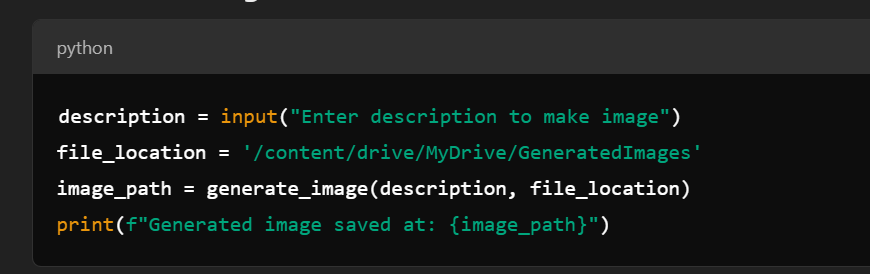 python
description = input("Enter description to make image")
file_location = '/content/drive/MyDrive/GeneratedImages'
image_path = generate_image(description, file_location)
print(f"Generated image saved at: {image_path}")